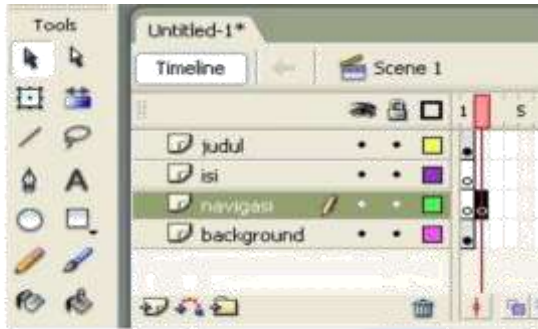 Tools
Untitled-1*
Timeline
Scene 1
1 5
judul
isi
navigasi
background
A